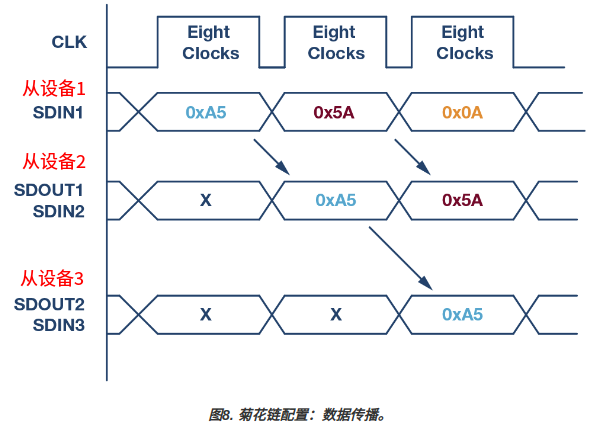 CLK
Eight Clocks
Eight Clocks
Eight Clocks
从设备1
SDIN1
0xA5
0x5A
0x0A
从设备2
SDOUT1
SDIN2
X
0xA5
0x5A
从设备3
SDOUT2
SDIN3
X
X
0xA5
图8. 菊花链配置：数据传播。